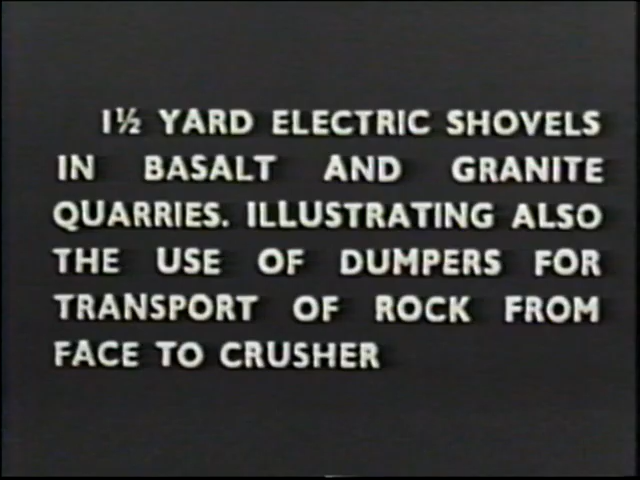 1½ YARD ELECTRIC SHOVELS
IN BASALT AND GRANITE
QUARRIES. ILLUSTRATING ALSO
THE USE OF DUMPERS FOR
TRANSPORT OF ROCK FROM
FACE TO CRUSHER